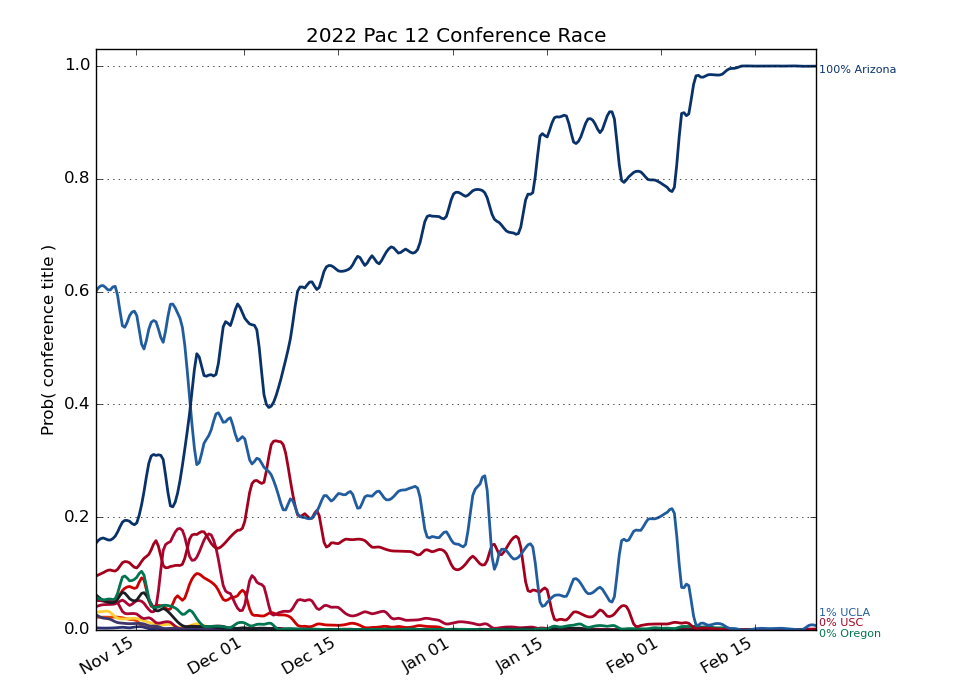 2022 Pac 12 Conference Race
Prob( conference title )
1.0
0.8
0.6
0.4
0.2
0.0
Nov 15
Dec 01
Dec 15
Jan 01
Jan 15
Feb 01
Feb 15
100% Arizona
1% UCLA
0% USC
0% Oregon